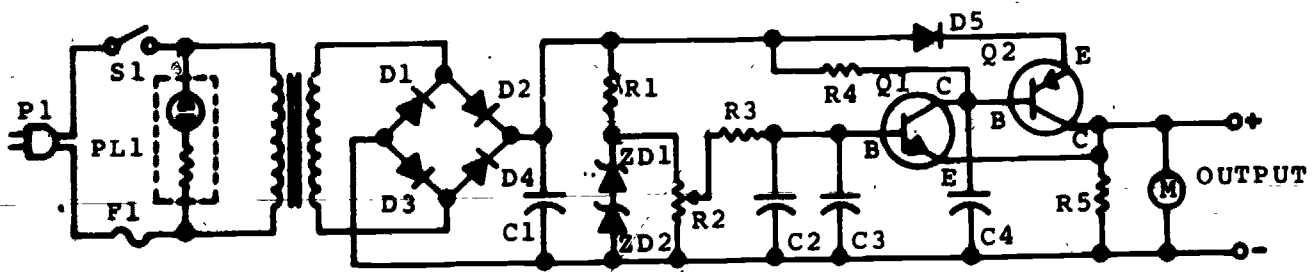 P1
S1
PL1
F1
D1
D2
D3
D4
C1
R1
ZD1
ZD2
R2
R3
C2
C3
R4
Q1
C
B
E
C4
D5
Q2
E
B
C
R5
M
+
OUTPUT
-